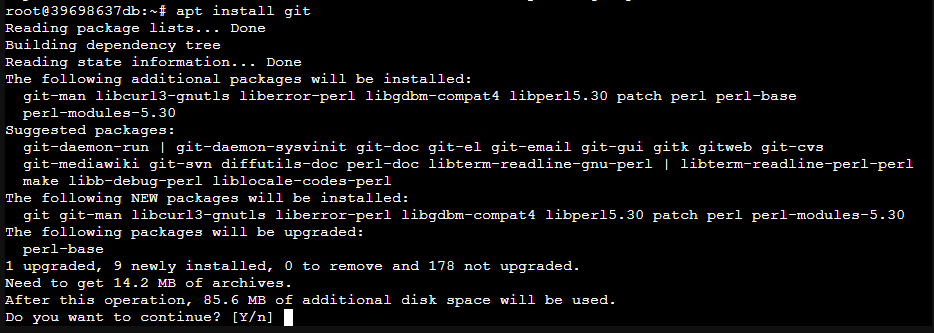 root@39698637db:~# apt install git
Reading package lists... Done
Building dependency tree
Reading state information... Done
The following additional packages will be installed:
  git-man libcurl3-gnutls liberror-perl libgdbm-compat4 libperl5.30 patch perl perl-base
  perl-modules-5.30
Suggested packages:
  git-daemon-run | git-daemon-sysvinit git-doc git-el git-email git-gui gitk gitweb git-cvs
  git-mediawiki git-svn diffutils-doc perl-doc libterm-readline-gnu-perl | libterm-readline-perl-perl
  make libb-debug-perl liblocale-codes-perl
The following NEW packages will be installed:
  git git-man libcurl3-gnutls liberror-perl libgdbm-compat4 libperl5.30 patch perl perl-modules-5.30
The following packages will be upgraded:
  perl-base
1 upgraded, 9 newly installed, 0 to remove and 178 not upgraded.
Need to get 14.2 MB of archives.
After this operation, 85.6 MB of additional disk space will be used.
Do you want to continue? [Y/n]